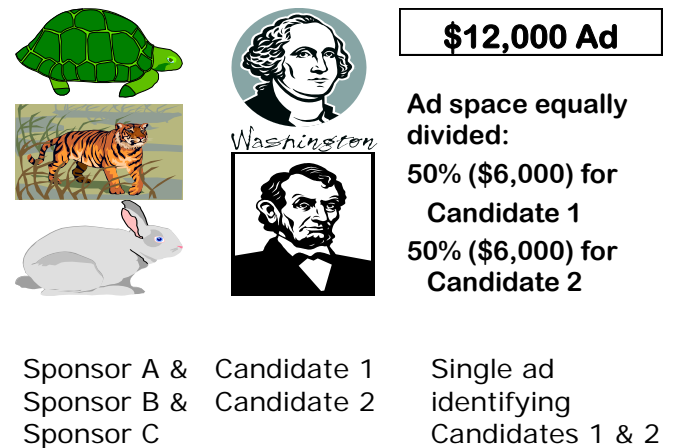 $12,000 Ad
Washington
Ad space equally
divided:
50% ($6,000) for
Candidate 1
50% ($6,000) for
Candidate 2
Sponsor A & Candidate 1 Single ad
Sponsor B & Candidate 2 identifying
Sponsor C Candidates 1 & 2